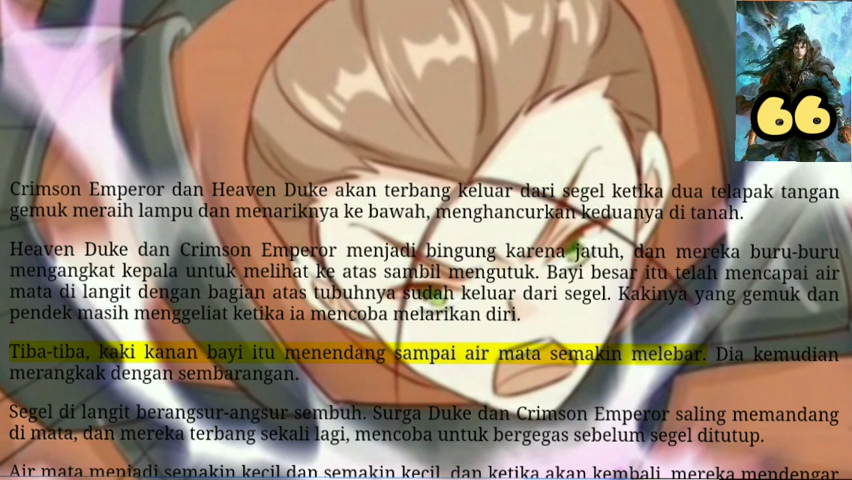 66
Crimson Emperor dan Heaven Duke akan terbang keluar dari segel ketika dua telapak tangan
gemuk meraih lampu dan menariknya ke bawah, menghancurkan keduanya di tanah.
Heaven Duke dan Crimson Emperor menjadi bingung karena jatuh, dan mereka buru-buru
mengangkat kepala untuk melihat ke atas sambil mengutuk. Bayi besar itu telah mencapai air
mata di langit dengan bagian atas tubuhnya sudah keluar dari segel. Kakinya yang gemuk dan
pendek masih menggeliat ketika ia mencoba melarikan diri.
Tiba-tiba, kaki kanan bayi itu menendang sampai air mata semakin melebar. Dia kemudian
merangkak dengan sembarangan.
Segel di langit berangsur-angsur sembuh. Surga Duke dan Crimson Emperor saling memandang
di mata, dan mereka terbang sekali lagi, mencoba untuk bergegas sebelum segel ditutup.
Air mata menjadi semakin kecil dan semakin kecil, dan ketika akan kembali, mereka mendengar